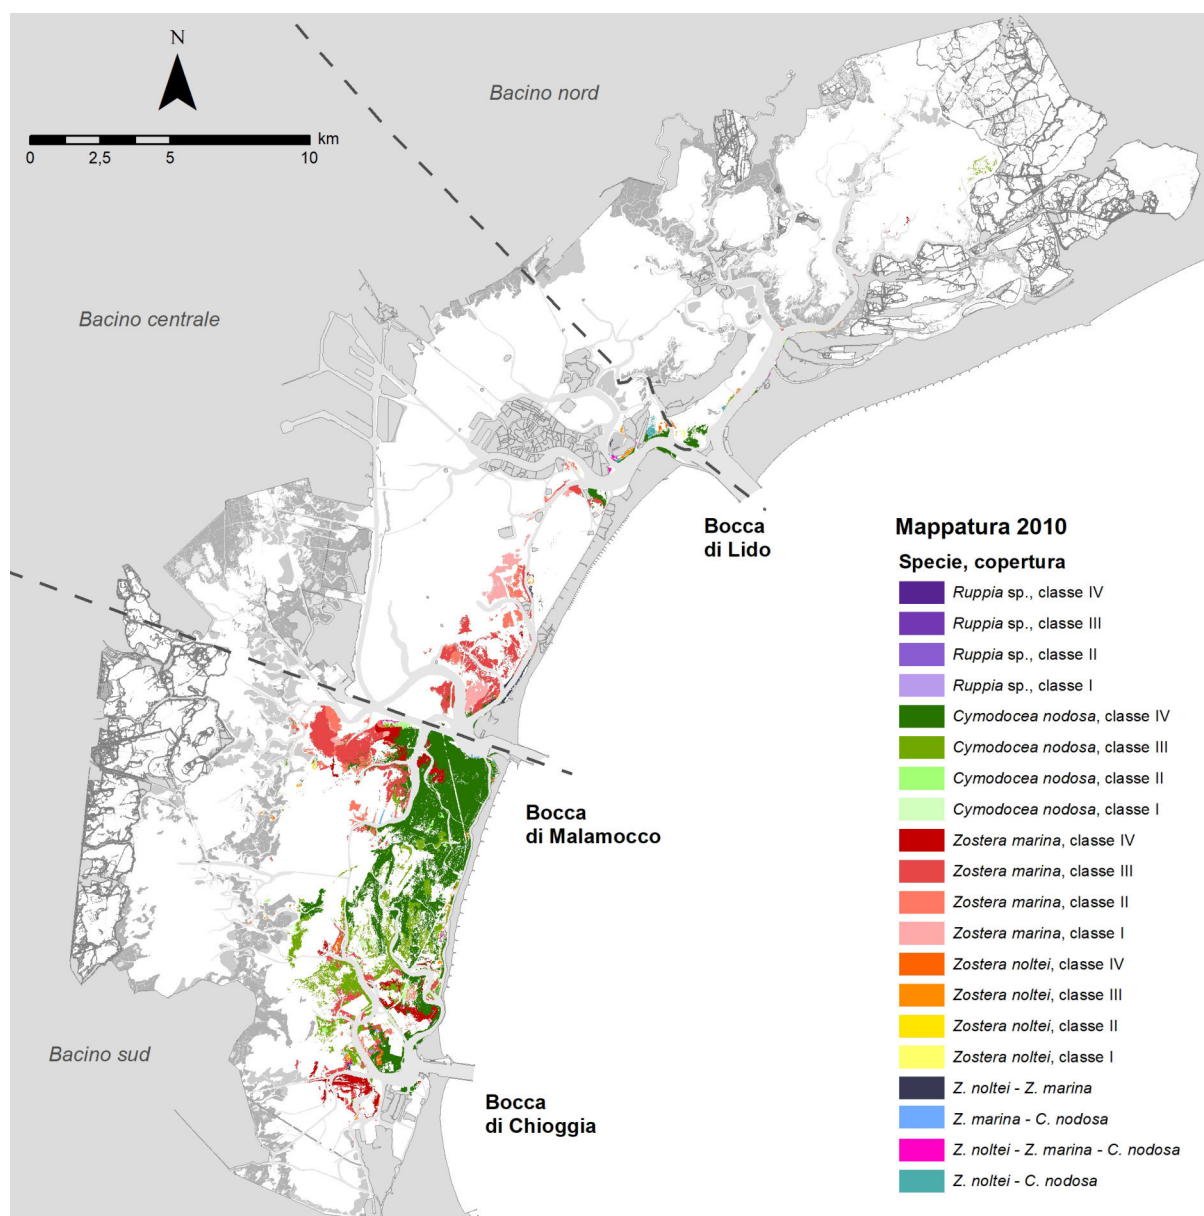 N
km
0
2,5
5
10
Bacino nord
Bacino centrale
Bocca
di Lido
Bocca
di Malamocco
Bacino sud
Bocca
di Chioggia
Mappatura 2010
Specie, copertura
Ruppia sp., classe IV
Ruppia sp., classe III
Ruppia sp., classe II
Ruppia sp., classe I
Cymodocea nodosa, classe IV
Cymodocea nodosa, classe III
Cymodocea nodosa, classe II
Cymodocea nodosa, classe I
Zostera marina, classe IV
Zostera marina, classe III
Zostera marina, classe II
Zostera marina, classe I
Zostera noltei, classe IV
Zostera noltei, classe III
Zostera noltei, classe II
Zostera noltei, classe I
Z. noltei - Z. marina
Z. marina - C. nodosa
Z. noltei - Z. marina - C. nodosa
Z. noltei - C. nodosa